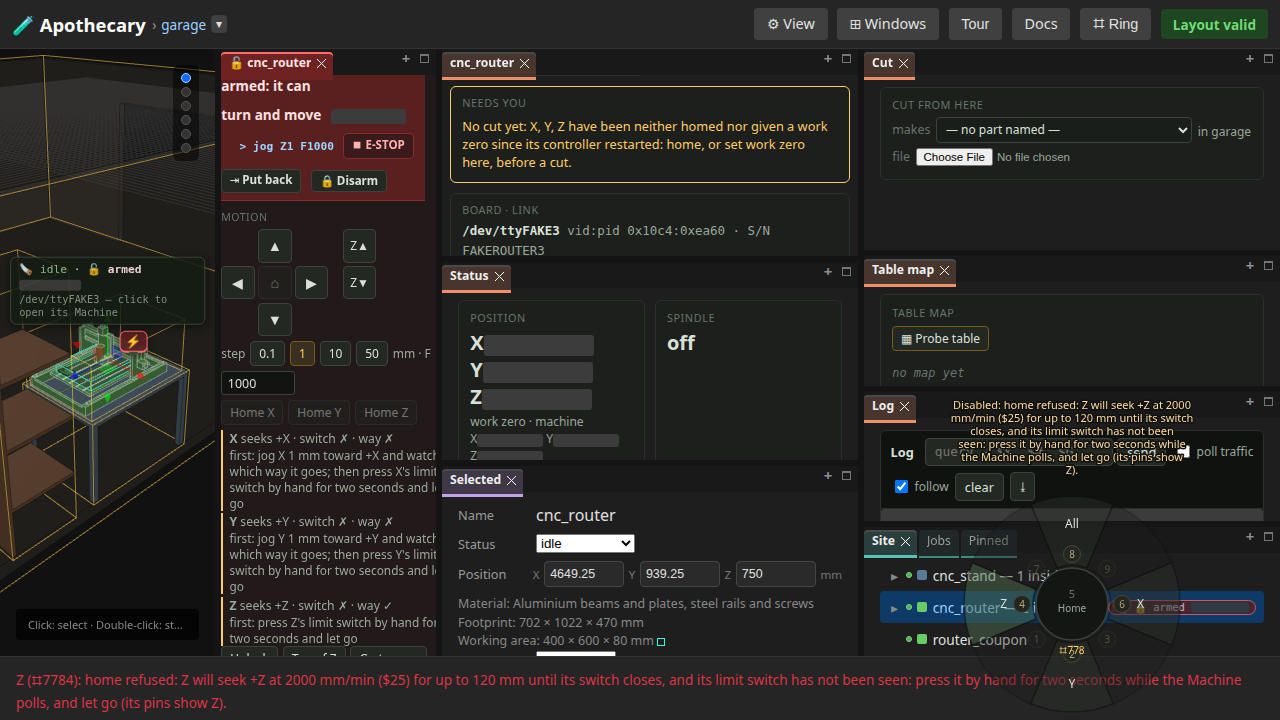 Apothecary › garage ▾
⚙ View
⊞ Windows
Tour
Docs
⌗ Ring
Layout valid
idle · armed
/dev/ttyFAKE3 — click to
open its Machine
Click: select · Double-click: st…
cnc_router
armed: it can
turn and move
> jog Z1 F1000
E-STOP
⇥ Put back
Disarm
MOTION
▲
Z▲
◀
⌂
▶
Z▼
▼
step 0.1 1 10 50 mm · F
1000
Home X
Home Y
Home Z
X seeks +X · switch ✗ · way ✗
first: jog X 1 mm toward +X and watch
which way it goes; then press X's limit
switch by hand for two seconds and le
go
Y seeks +Y · switch ✗ · way ✗
first: jog Y 1 mm toward +Y and watch
which way it goes; then press Y's limit
switch by hand for two seconds and le
go
Z seeks +Z · switch ✗ · way ✓
first: press Z's limit switch by hand for
two seconds and let go
cnc_router
NEEDS YOU
No cut yet: X, Y, Z have been neither homed nor given a work
zero since its controller restarted: home, or set work zero
here, before a cut.
BOARD · LINK
/dev/ttyFAKE3 vid:pid 0x10c4:0xea60 · S/N
FAKEROUTER3
Status
POSITION
X
Y
Z
work zero · machine
X Y
Z
SPINDLE
off
Selected
Name cnc_router
Status idle
Position X 4649.25 Y 939.25 Z 750 mm
Material: Aluminium beams and plates, steel rails and screws
Footprint: 702 × 1022 × 470 mm
Working area: 400 × 600 × 80 mm
Cut
CUT FROM HERE
makes — no part named — in garage
file Choose File No file chosen
Table map
TABLE MAP
▦ Probe table
no map yet
Log
Disabled: home refused: Z will seek +Z at 2000
mm/min ($25) for up to 120 mm until its switch
closes, and its limit switch has not been
seen: press it by hand for two seconds while
the Machine polls, and let go (its pins show
Z).
Log
send
poll traffic
follow
clear
Site
Jobs
Pinned
cnc_stand — 1 insi
cnc_router
armed
router_coupon
All
8
7
9
Z 4
5
Home
6 X
1
3
⌗778
2
Y
Z (⌗7784): home refused: Z will seek +Z at 2000 mm/min ($25) for up to 120 mm until its switch closes, and its limit switch has not been seen: press it by hand for two seconds while the Machine
polls, and let go (its pins show Z).